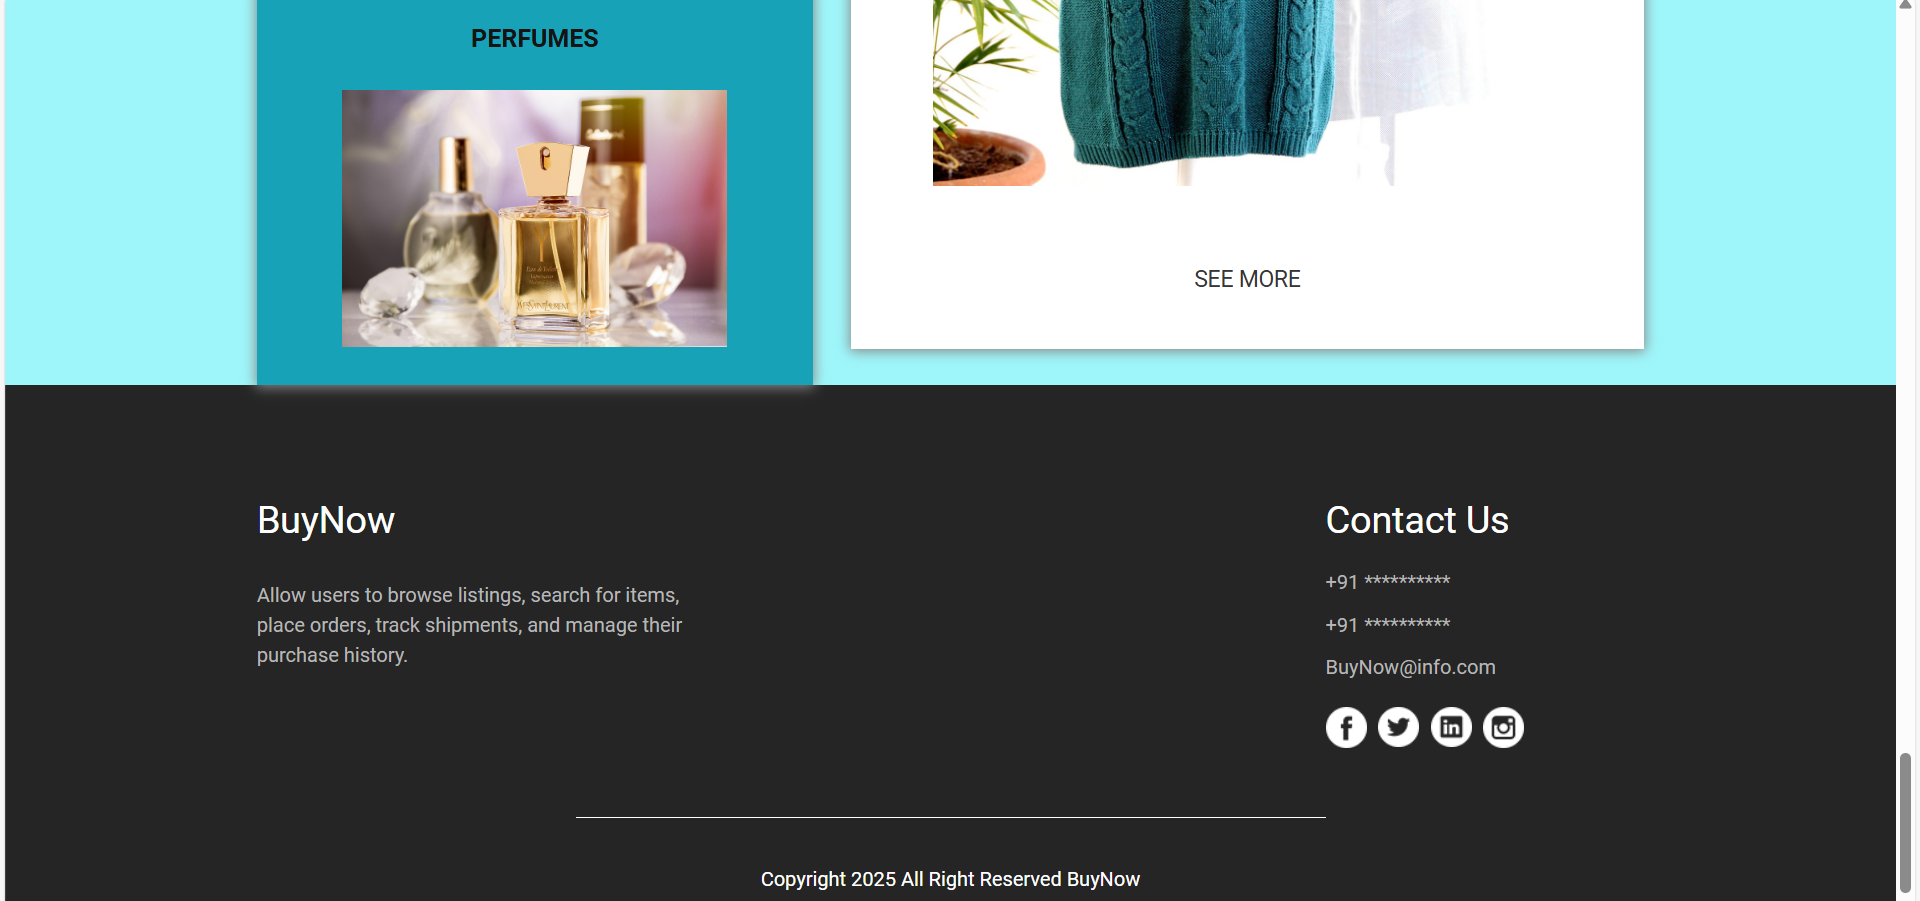 PERFUMES
SEE MORE
BuyNow
Allow users to browse listings, search for items,
place orders, track shipments, and manage their
purchase history.
Contact Us
+91 **********
+91 **********
BuyNow@info.com
Copyright 2025 All Right Reserved BuyNow